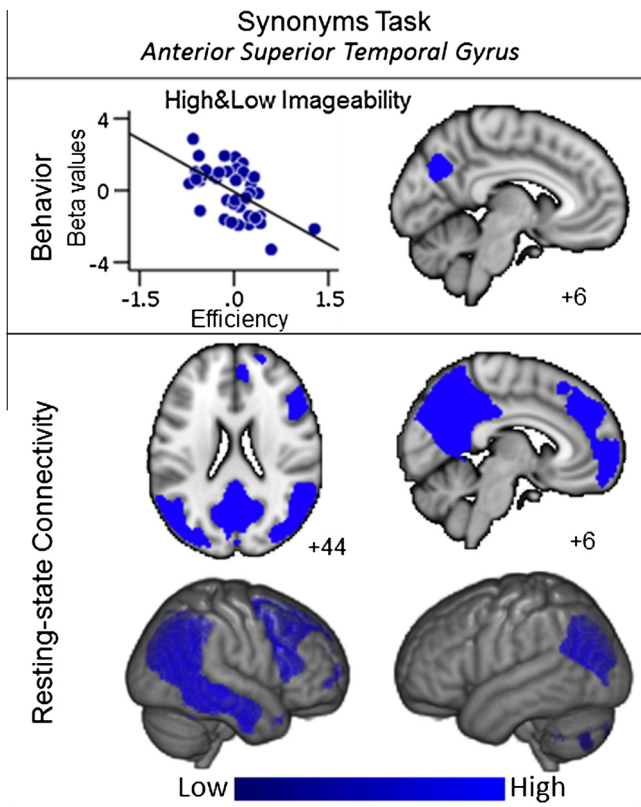 Synonyms Task
Anterior Superior Temporal Gyrus
High&Low Imageability
Behavior
Beta values
4
0
-4
-1.5 .0 1.5
Efficiency
+6
Resting-state Connectivity
+44
+6
Low High